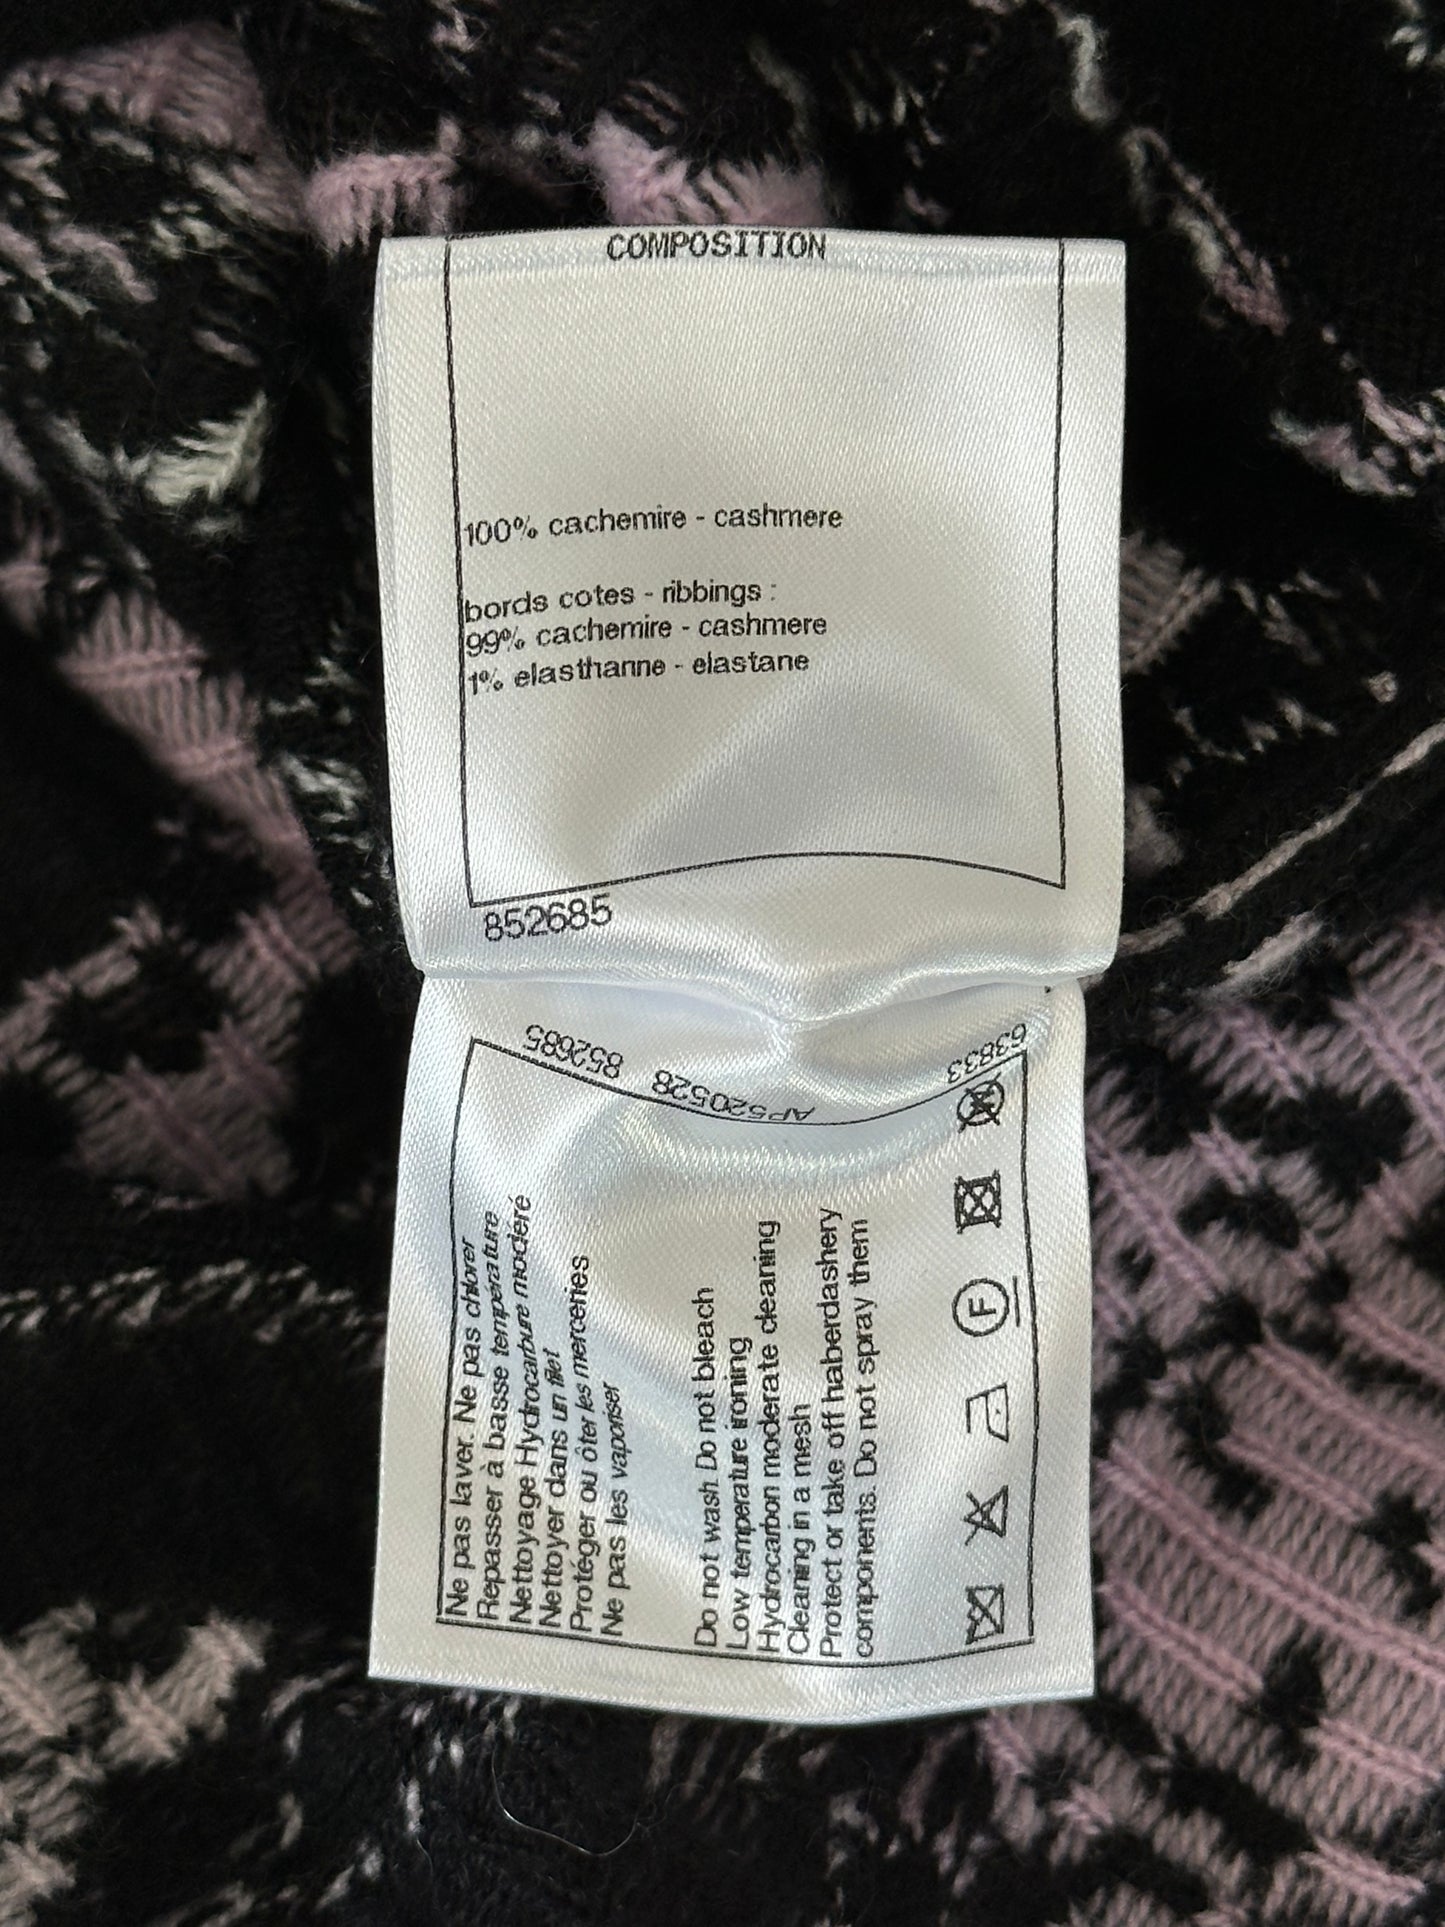 COMPOSITION
100% cachemire - cashmere
bords cotes - ribbings :
99% cachemire - cashmere
1% elasthanne - elastane
852685
63833
AP520528
852685
Ne pas laver. Ne pas chlorer
Repasser à basse température
Nettoyage Hydrocarbure modéré
Nettoyer dans un filet
Protéger ou ôter les merceries
Ne pas les vaporiser
Do not wash Do not bleach
Low temperature ironing
Hydrocarbon moderate cleaning
Cleaning in a mesh
Protect or take off haberdashery
components. Do not spray them
F